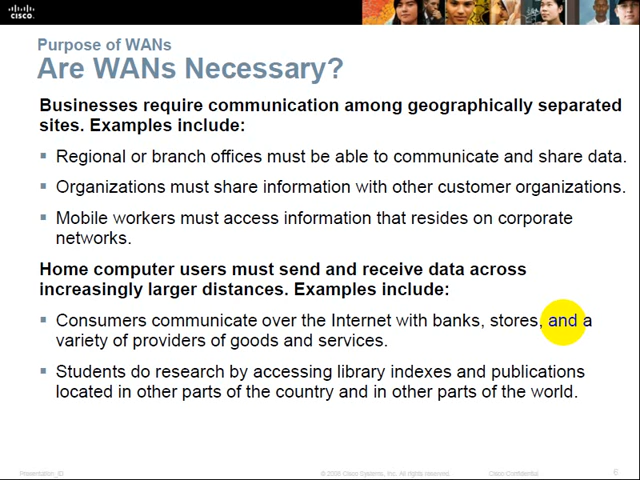 CISCO.
Purpose of WANs
Are WANs Necessary?
Businesses require communication among geographically separated
sites. Examples include:
Regional or branch offices must be able to communicate and share data.
Organizations must share information with other customer organizations.
Mobile workers must access information that resides on corporate
networks.
Home computer users must send and receive data across
increasingly larger distances. Examples include:
Consumers communicate over the Internet with banks, stores, and a
variety of providers of goods and services.
Students do research by accessing library indexes and publications
located in other parts of the country and in other parts of the world.
Presentation_ID © 2008 Cisco Systems, Inc. All rights reserved. Cisco Confidential 6